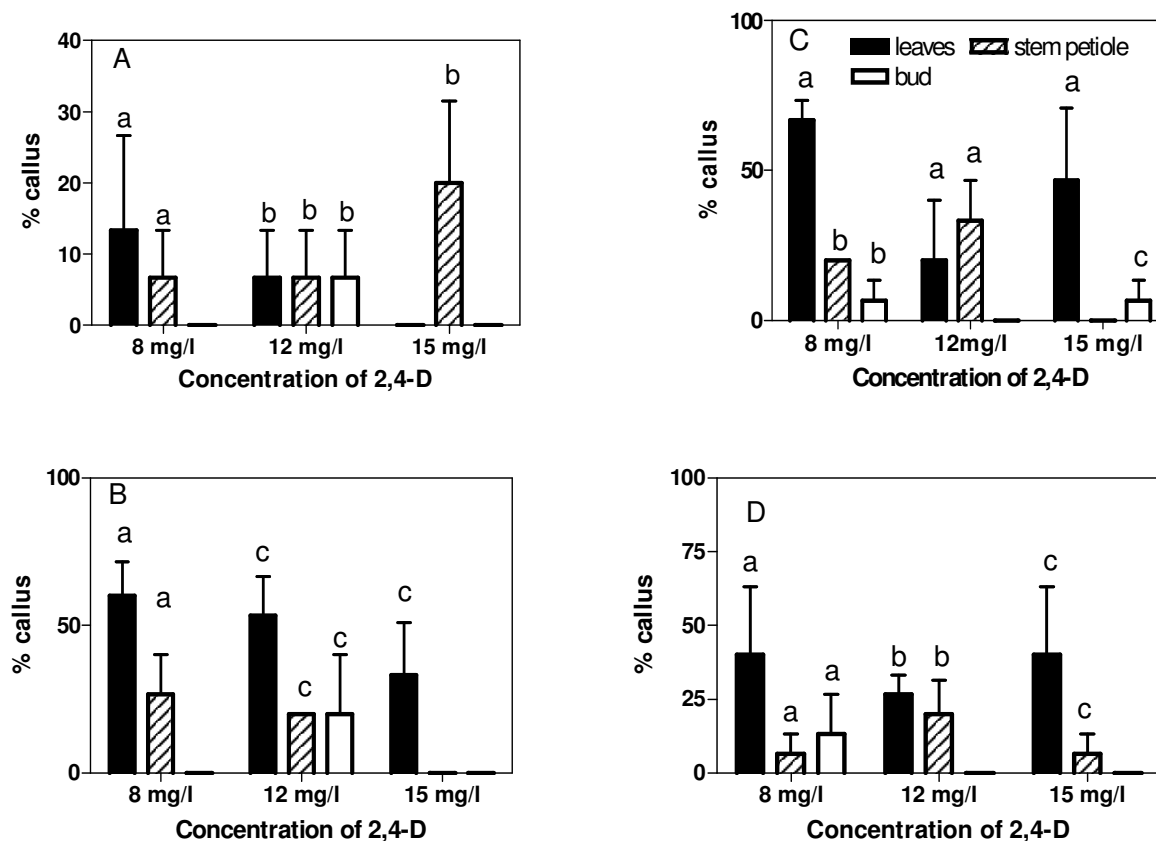 A
40
30
20
10
0
% callus
a
a
b
b
b
b
8 mg/l
12 mg/l
15 mg/l
Concentration of 2,4-D
C
leaves
stem petiole
bud
100
50
0
% callus
a
b
b
a
a
a
c
8 mg/l
12mg/l
15 mg/l
Concentration of 2,4-D
B
100
50
0
% callus
a
a
c
c
c
c
8 mg/l
12 mg/l
15 mg/l
Concentration of 2,4-D
D
100
75
50
25
0
% callus
a
a
a
b
b
c
c
8 mg/l
12 mg/l
15 mg/l
Concentration of 2,4-D